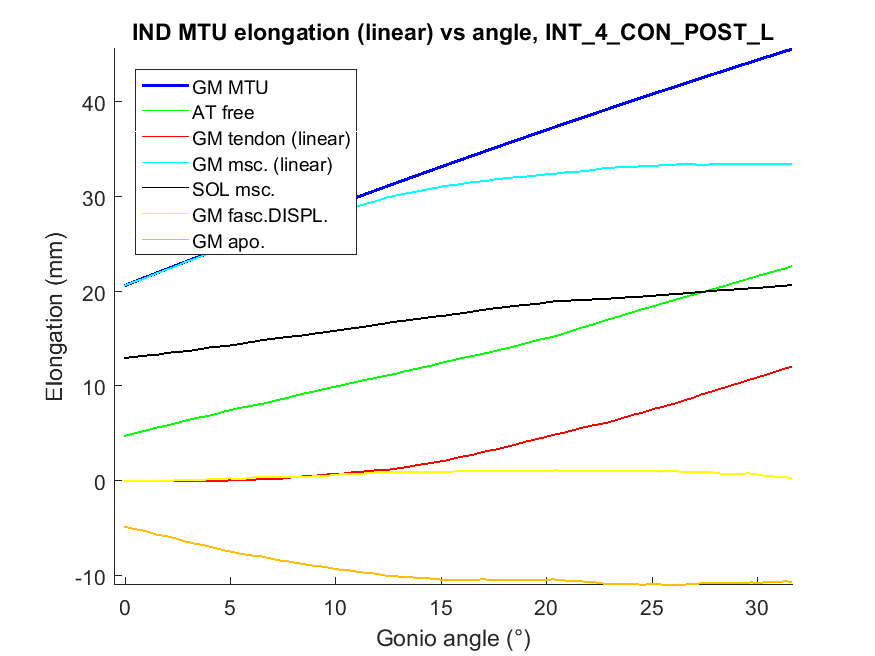 IND MTU elongation (linear) vs angle, INT_4_CON_POST_L
GM MTU
AT free
GM tendon (linear)
GM msc. (linear)
SOL msc.
GM fasc.DISPL.
GM apo.
Elongation (mm)
40
30
20
10
0
-10
0 5 10 15 20 25 30
Gonio angle (°)